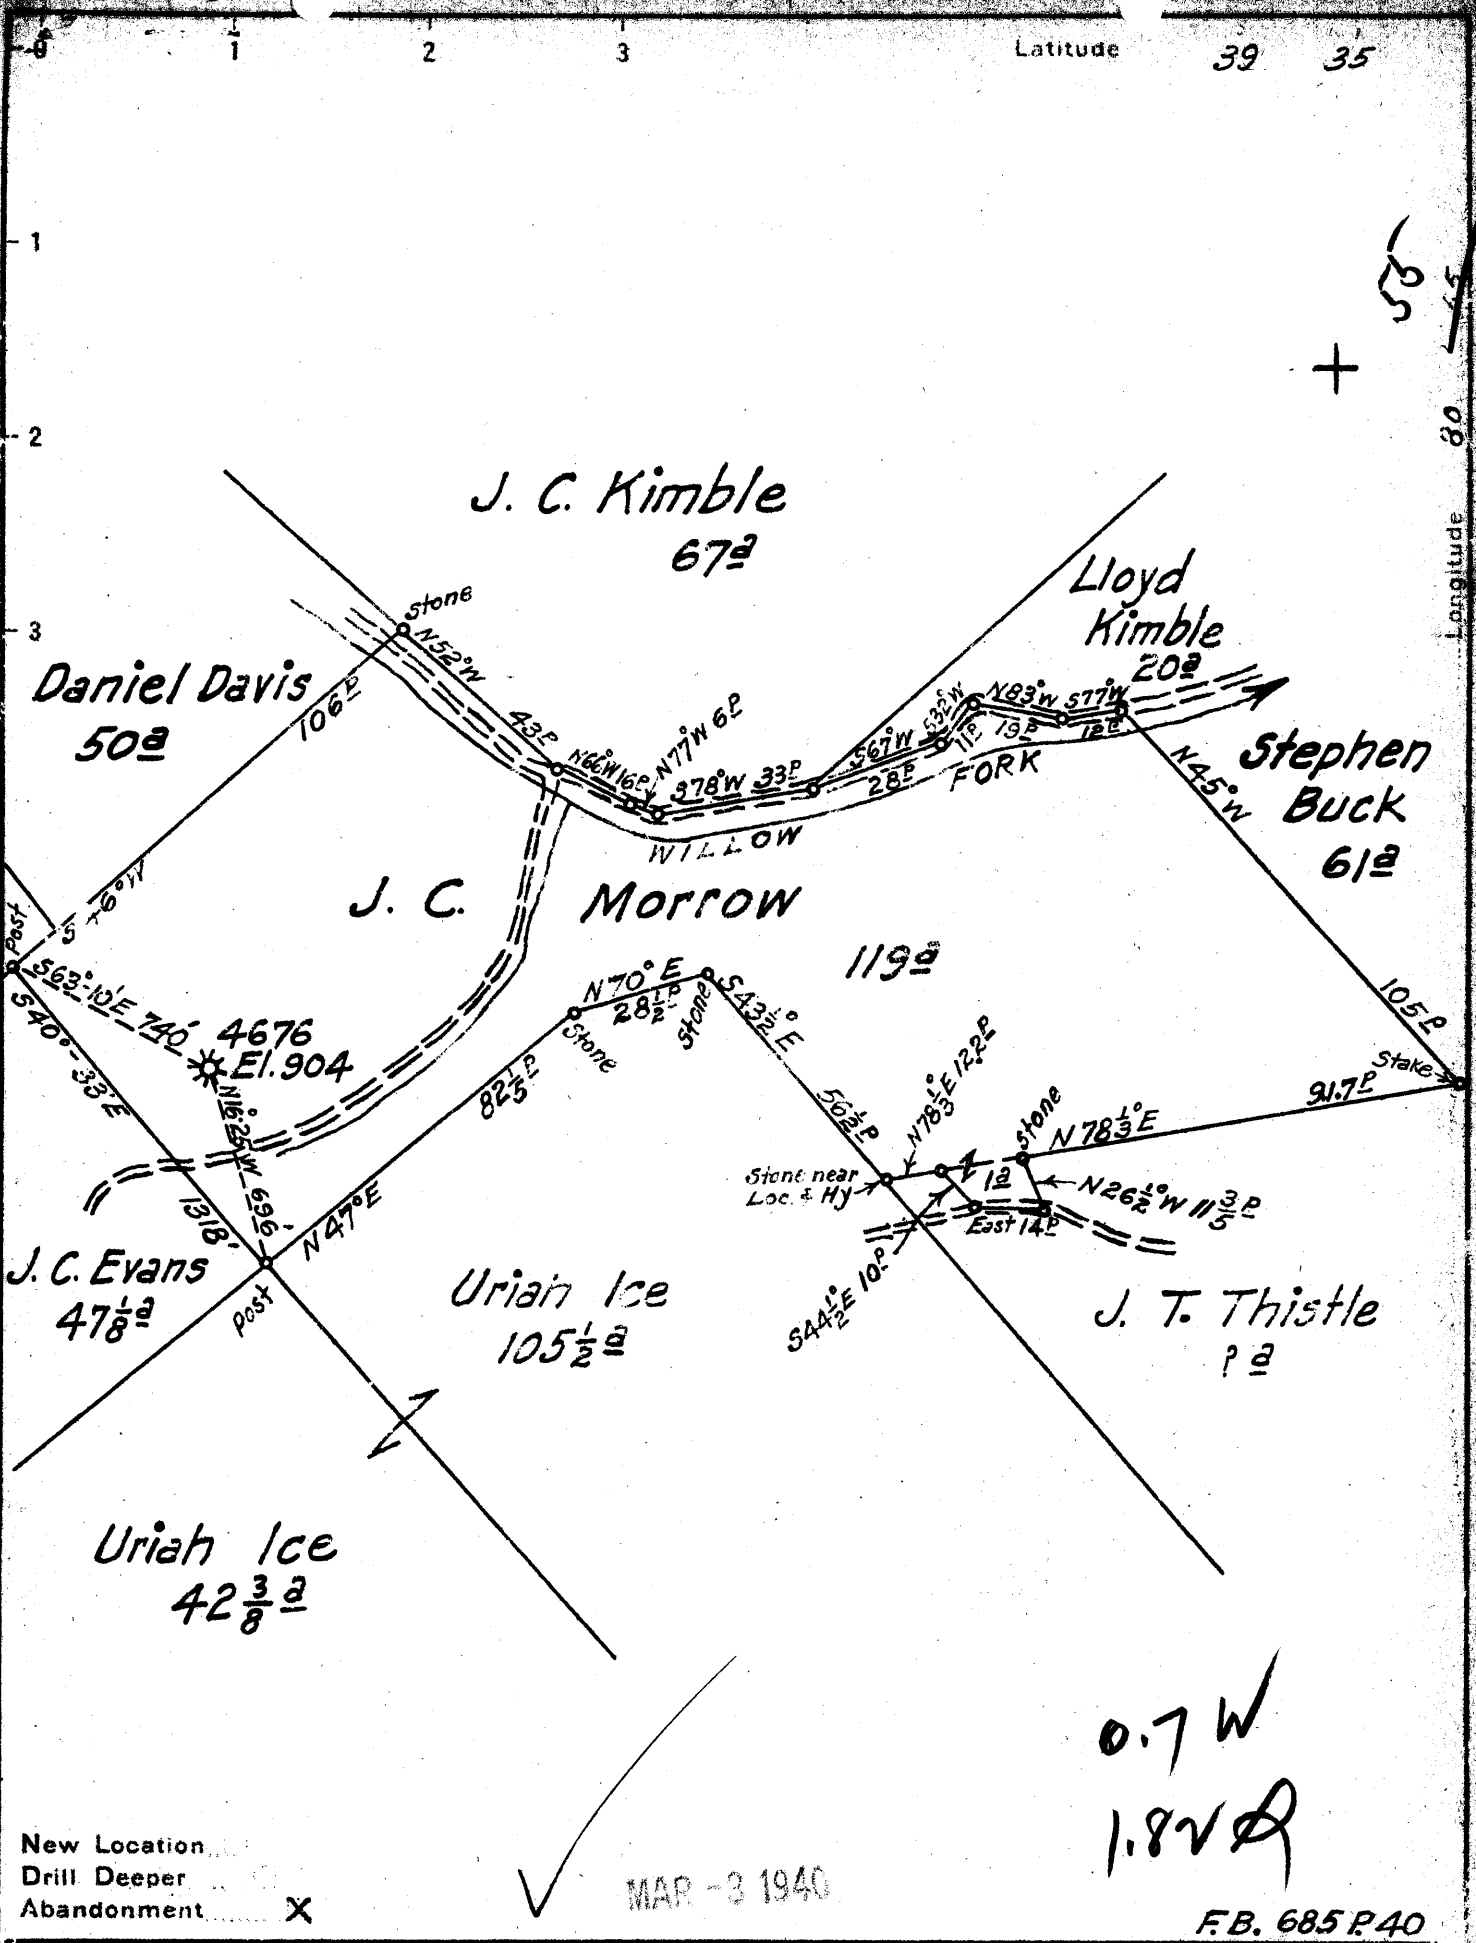 0 1 2 3 Latitude 39 35
1
2
3
Longitude 80
J. C. Kimble
67a
Lloyd
Kimble
20a
Stone
N52°W
43P
Daniel Davis
50a
106P
N66°W 16P
N77°W 6P
S78°W 33P
S67°W
28P
S32°W
11P
N83°W
19P
S77°W
12P
WILLOW FORK
N45°W
105P
Stephen
Buck
61a
J. C. Morrow
119a
Post
S63°-10'E 740'
4676
El. 904
S40°-33'E
1318'
N16°25'W 696'
N70°E
28½P
Stone
Stone
82⅕P
N47°E
S43½°E
56½P
N78⅓°E 12.2P
Stone near
Loc. & Hy
1a
Stone
N78⅓°E
91.7P
Stake
N26½°W 11⅗P
East 14P
S44½°E 10P
J. C. Evans
47⅛a
Post
Uriah Ice
105½a
J. T. Thistle
? a
Uriah Ice
42⅜a
0.7 W
New Location
Drill Deeper
Abandonment X
MAR -3 1940
F.B. 685 P. 40